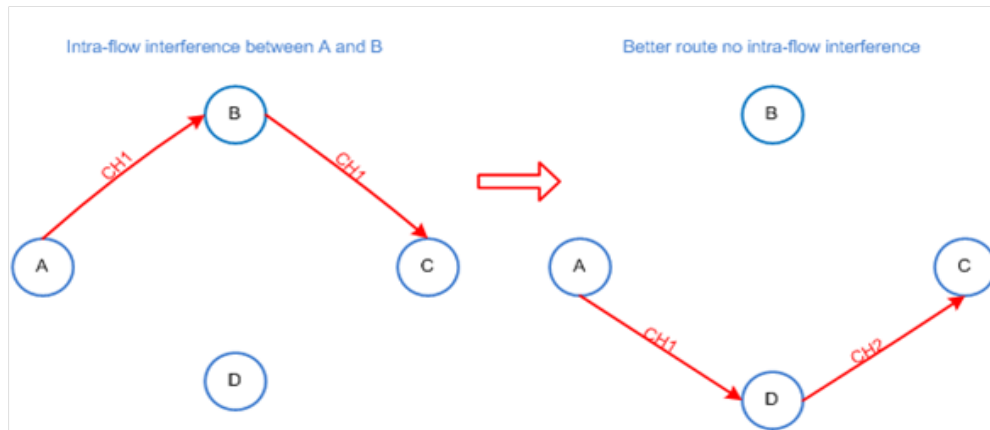 Intra-flow interference between A and B
B
CH1
CH1
A
C
D
Better route no intra-flow interference
B
A
C
CH1
CH2
D